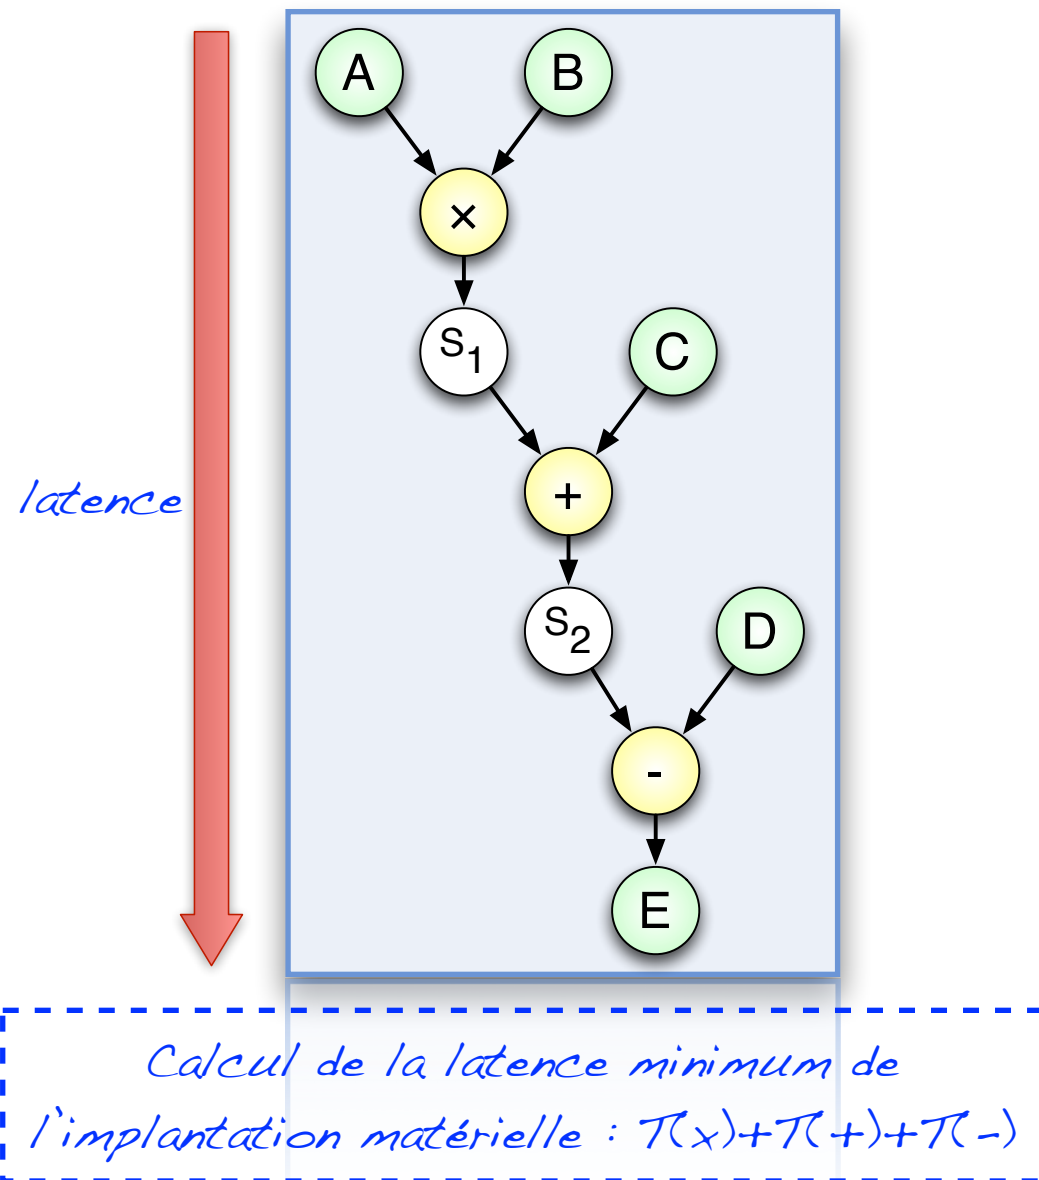 A B
×
S1 C
+
latence
S2 D
-
E
Calcul de la latence minimum de
l'implantation matérielle : T(x)+T(+)+T(-)